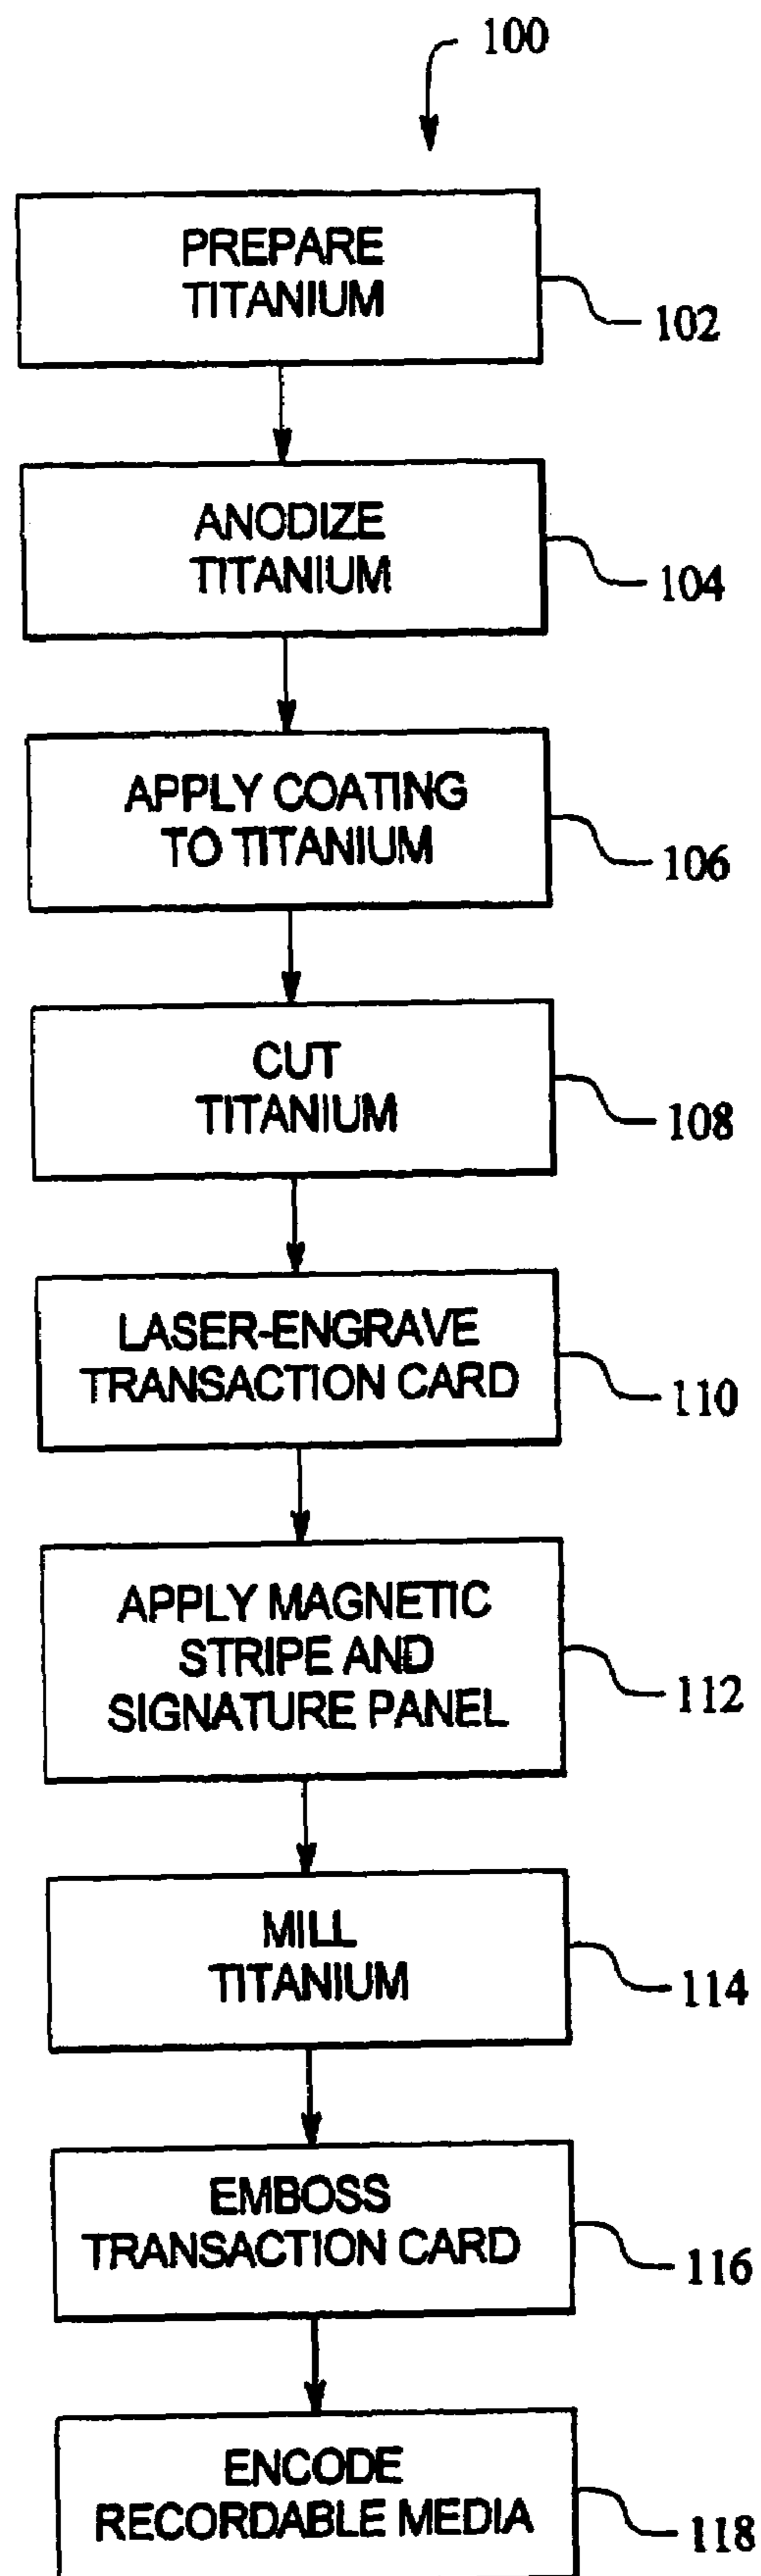 100
PREPARE
TITANIUM
102
ANODIZE
TITANIUM
104
APPLY COATING
TO TITANIUM
106
CUT
TITANIUM
108
LASER-ENGRAVE
TRANSACTION CARD
110
APPLY MAGNETIC
STRIPE AND
SIGNATURE PANEL
112
MILL
TITANIUM
114
EMBOSS
TRANSACTION CARD
116
ENCODE
RECORDABLE MEDIA
118